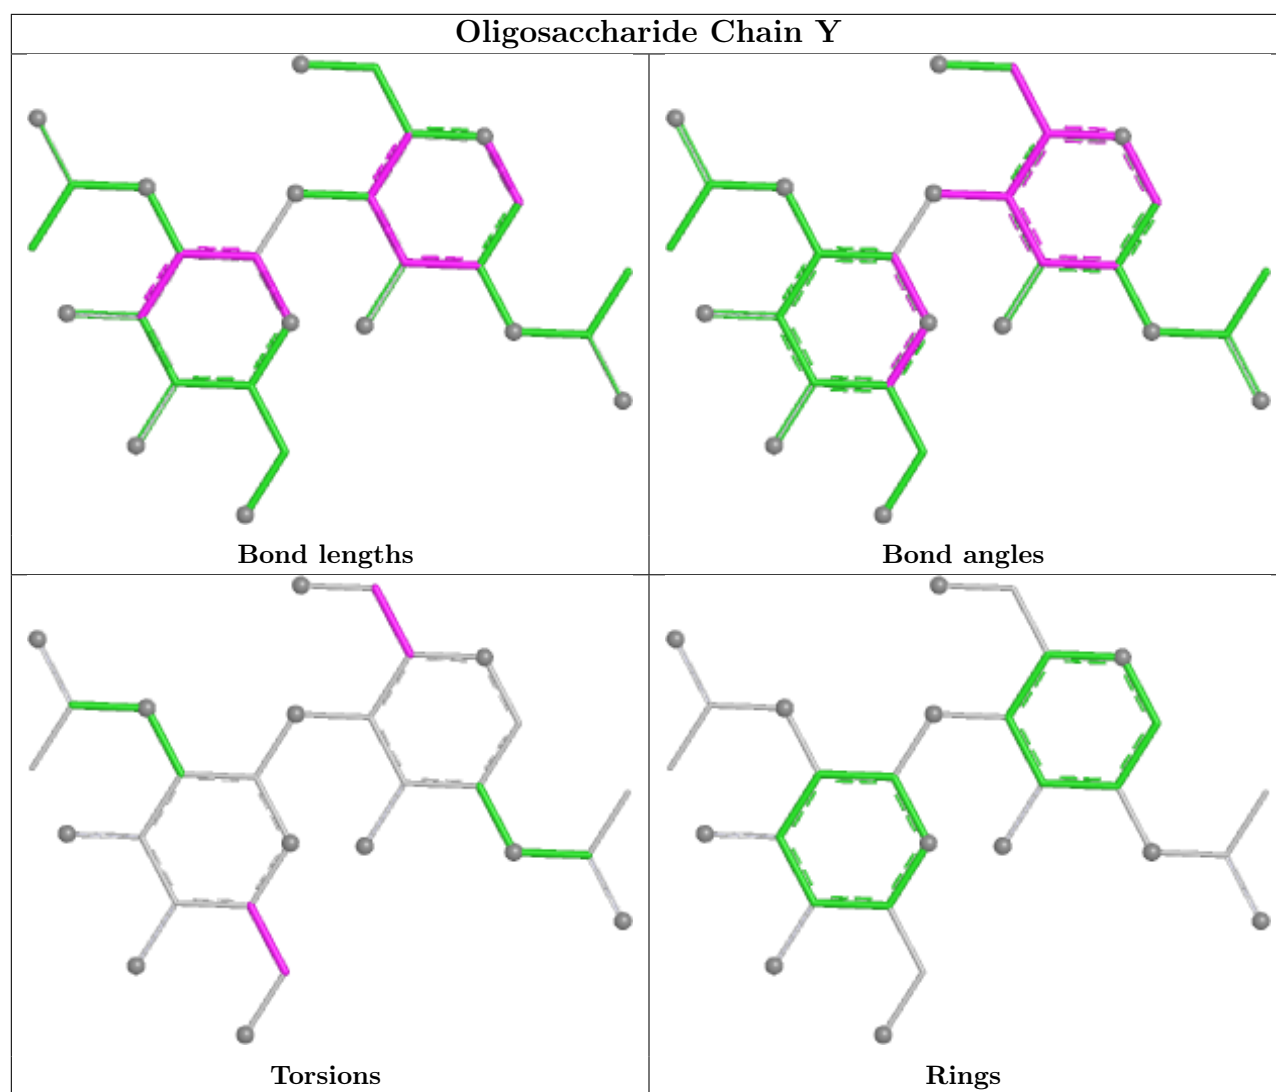 Oligosaccharide Chain Y
Bond lengths
Bond angles
Torsions
Rings